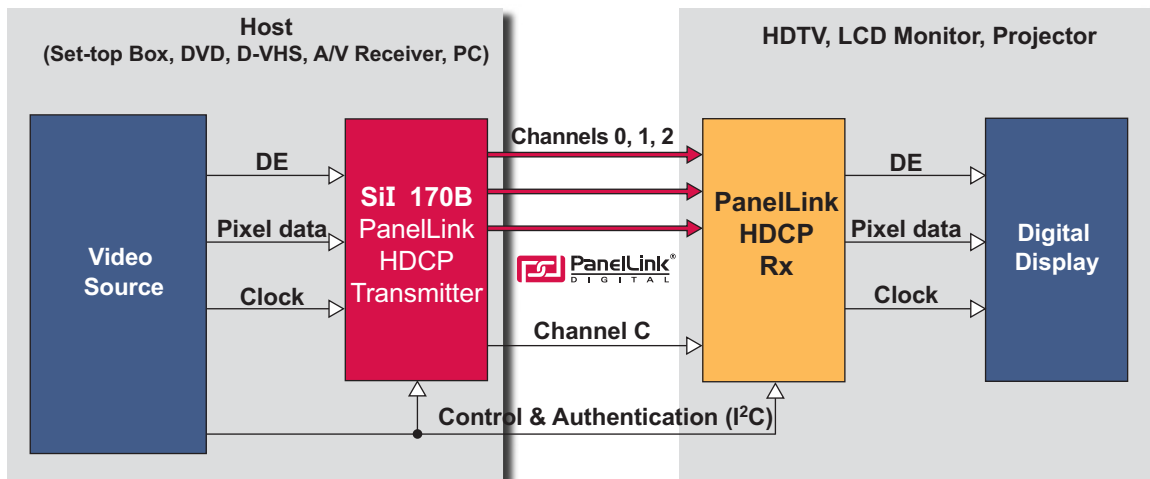 Host
(Set-top Box, DVD, D-VHS, A/V Receiver, PC)
HDTV, LCD Monitor, Projector
Video
Source
DE
Pixel data
Clock
SiI 170B
PanelLink
HDCP
Transmitter
Channels 0, 1, 2
PanelLink®
DIGITAL
Channel C
Control & Authentication (I²C)
PanelLink
HDCP
Rx
DE
Pixel data
Clock
Digital
Display